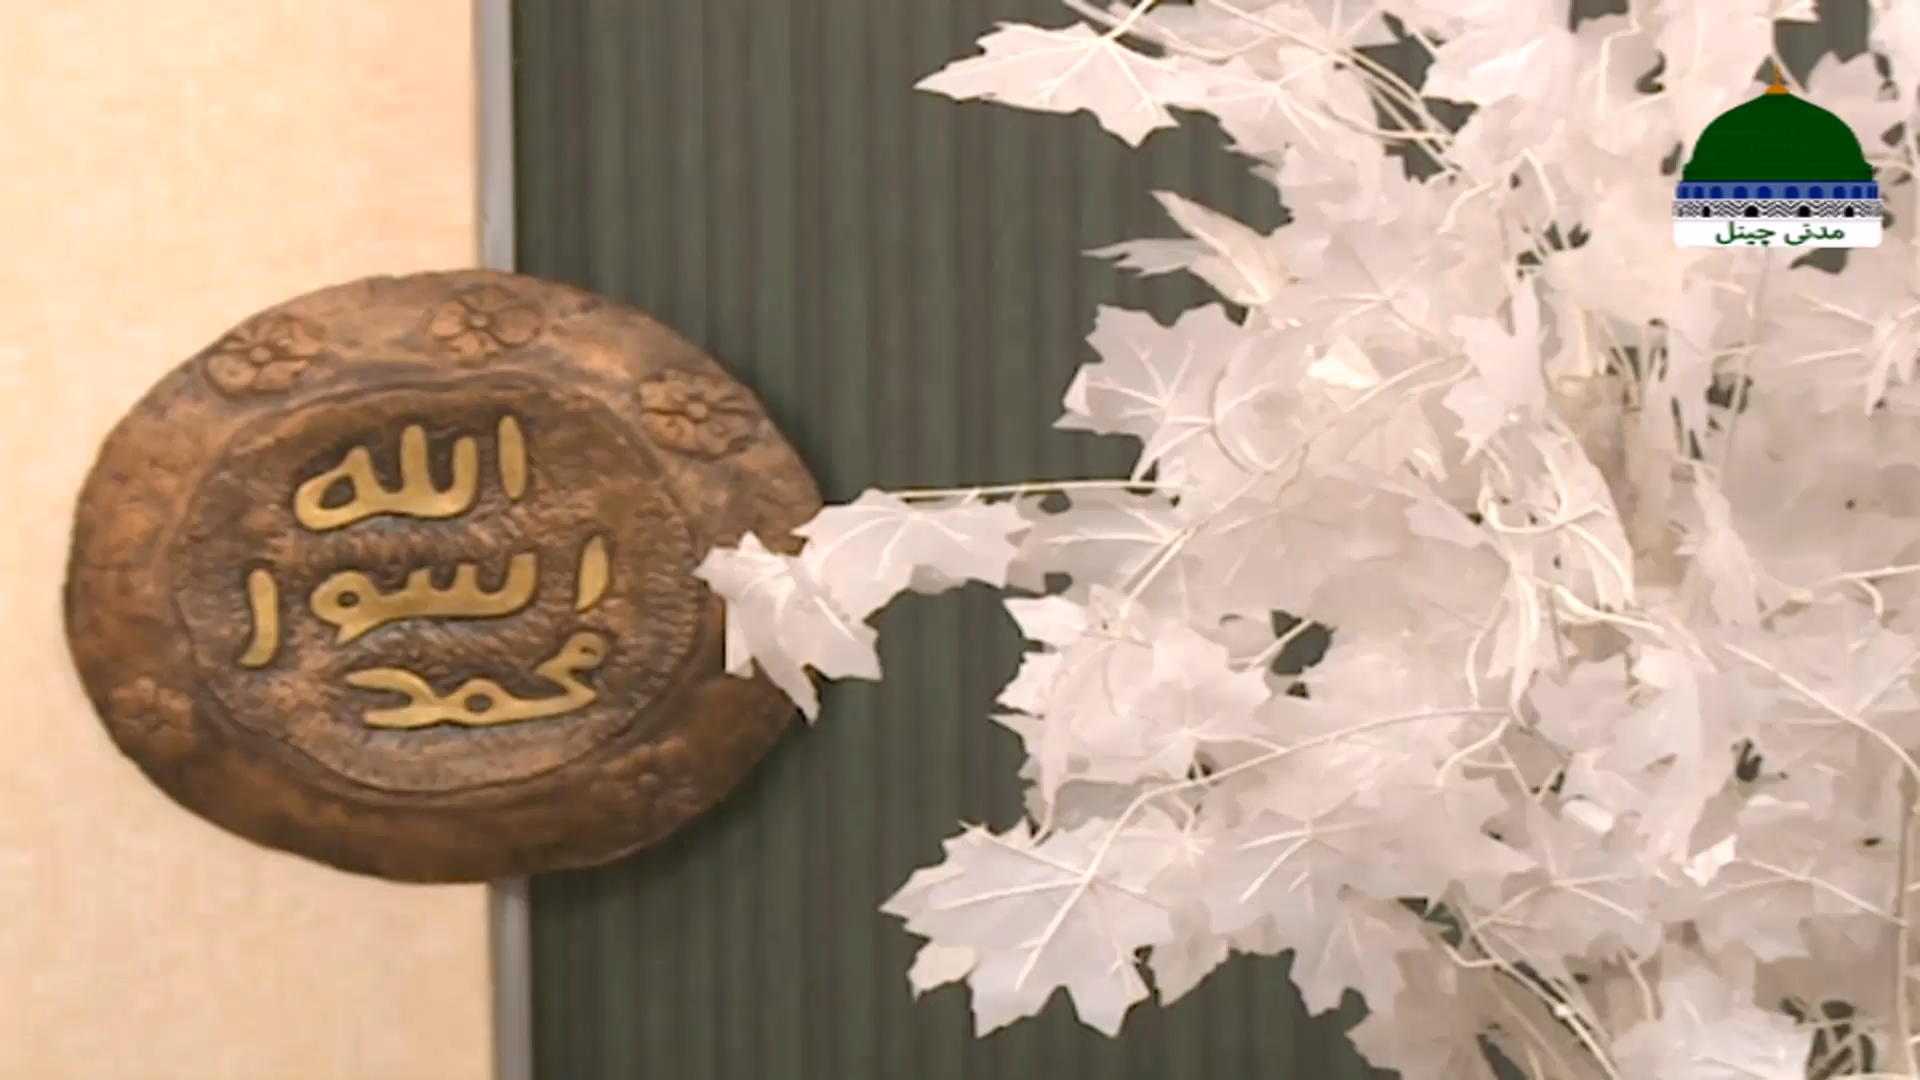 الله
رسول
محمد
مدنی چینل